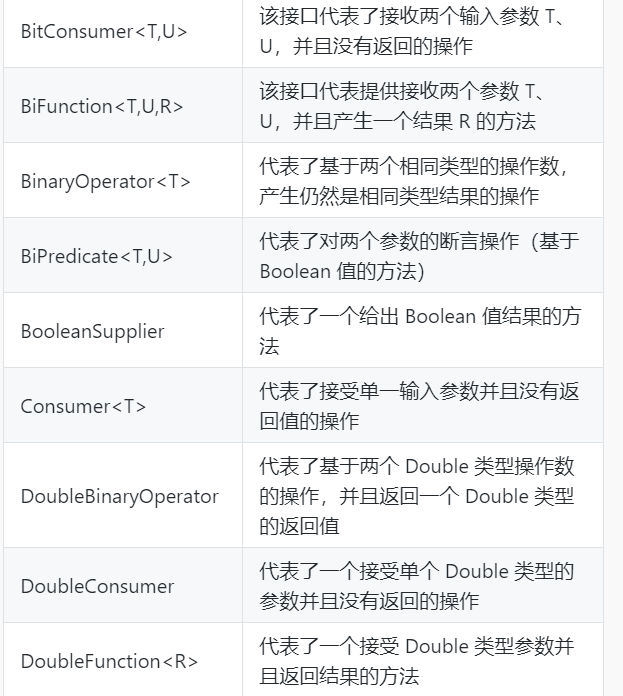 BitConsumer<T,U>
该接口代表了接收两个输入参数 T、
U，并且没有返回的操作
BiFunction<T,U,R>
该接口代表提供接收两个参数 T、
U，并且产生一个结果 R 的方法
BinaryOperator<T>
代表了基于两个相同类型的操作数，
产生仍然是相同类型结果的操作
BiPredicate<T,U>
代表了对两个参数的断言操作（基于
Boolean 值的方法）
BooleanSupplier
代表了一个给出 Boolean 值结果的方
法
Consumer<T>
代表了接受单一输入参数并且没有返
回值的操作
DoubleBinaryOperator
代表了基于两个 Double 类型操作数
的操作，并且返回一个 Double 类型
的返回值
DoubleConsumer
代表了一个接受单个 Double 类型的
参数并且没有返回的操作
DoubleFunction<R>
代表了一个接受 Double 类型参数并
且返回结果的方法